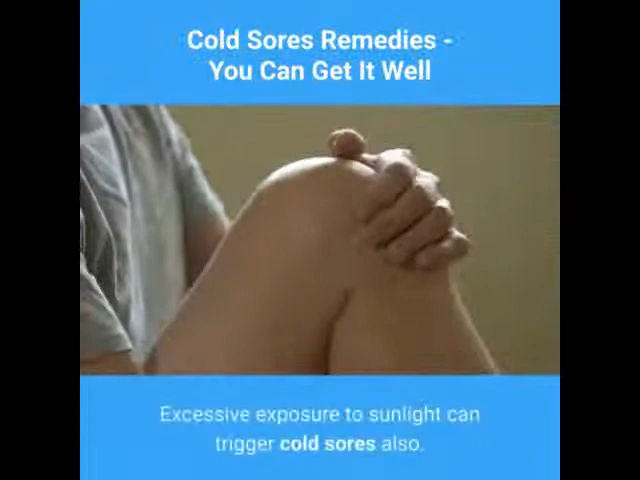 Cold Sores Remedies -
You Can Get It Well
Excessive exposure to sunlight can
trigger cold sores also.